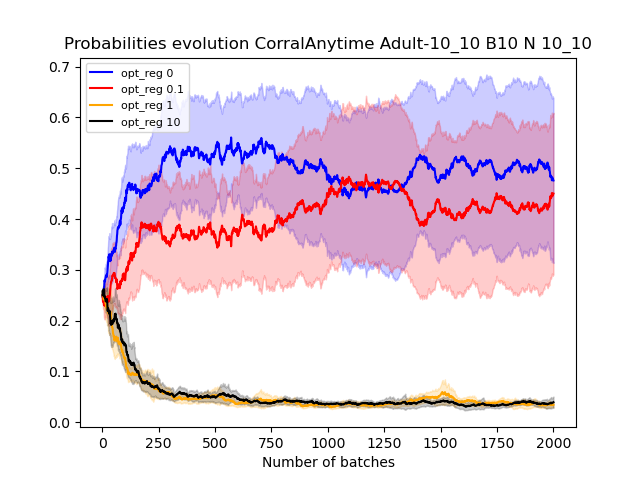 Probabilities evolution CorralAnytime Adult-10_10 B10 N 10_10
0.7
0.6
0.5
0.4
0.3
0.2
0.1
0.0
opt_reg 0
opt_reg 0.1
opt_reg 1
opt_reg 10
0 250 500 750 1000 1250 1500 1750 2000
Number of batches